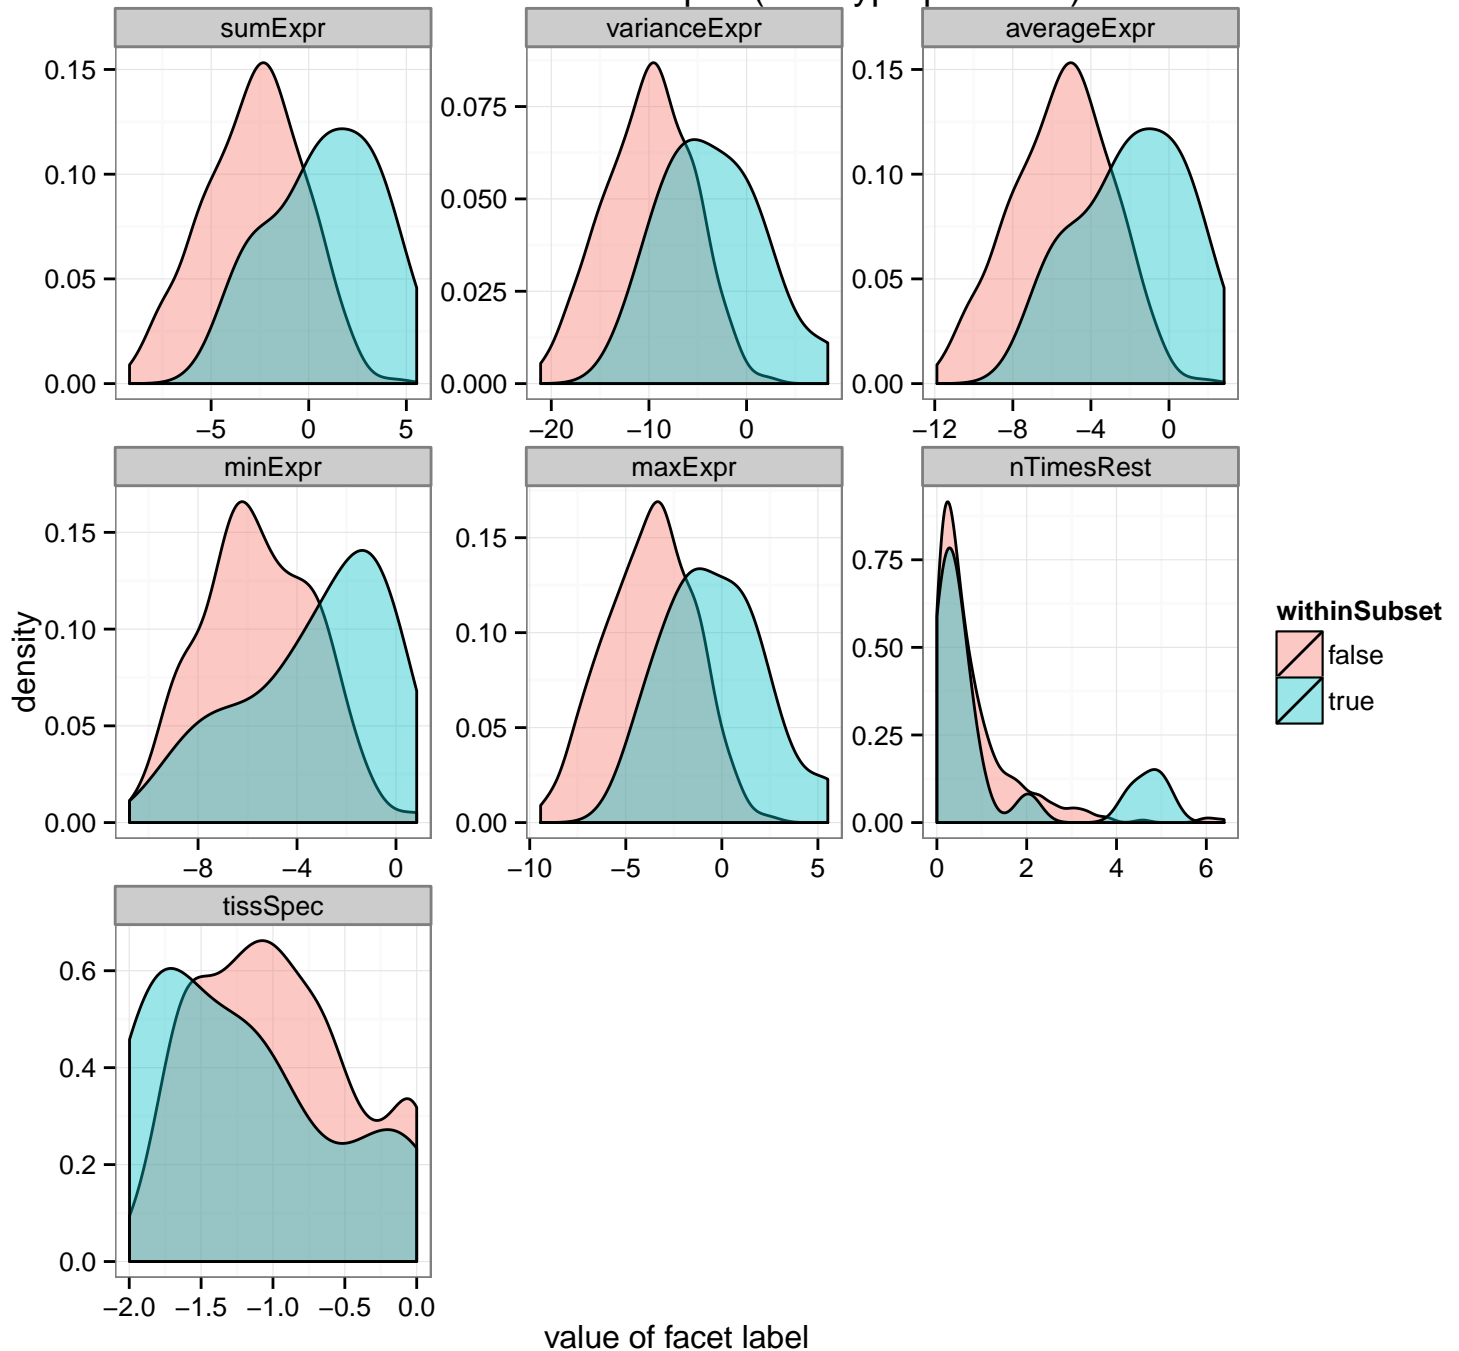 sumExpr varianceExpr averageExpr
0.15 0.10 0.05 0.00
0.075 0.050 0.025 0.000
0.15 0.10 0.05 0.00
−5 0 5
−20 −10 0
−12 −8 −4 0
minExpr maxExpr nTimesRest
density
0.15 0.10 0.05 0.00
0.15 0.10 0.05 0.00
0.75 0.50 0.25 0.00
−8 −4 0
−10 −5 0 5
0 2 4 6
withinSubset
false
true
tissSpec
0.6
0.4
0.2
0.0
−2.0 −1.5 −1.0 −0.5 0.0
value of facet label